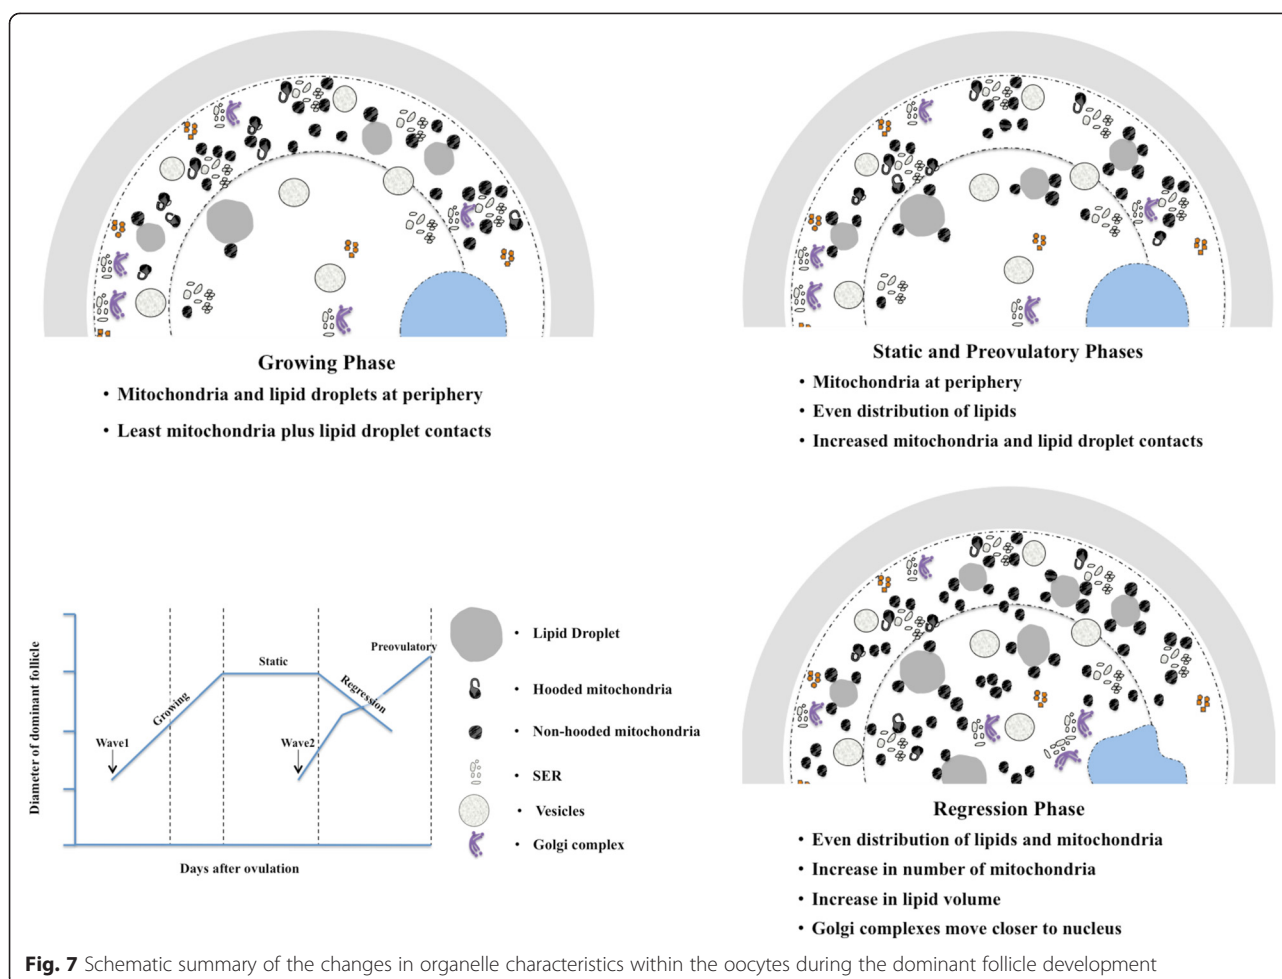 Growing Phase
• Mitochondria and lipid droplets at periphery
• Least mitochondria plus lipid droplet contacts
Static and Preovulatory Phases
• Mitochondria at periphery
• Even distribution of lipids
• Increased mitochondria and lipid droplet contacts
Diameter of dominant follicle
Wave1
Growing
Static
Wave2
Regression
Preovulatory
Days after ovulation
• Lipid Droplet
• Hooded mitochondria
• Non-hooded mitochondria
• SER
• Vesicles
• Golgi complex
Regression Phase
• Even distribution of lipids and mitochondria
• Increase in number of mitochondria
• Increase in lipid volume
• Golgi complexes move closer to nucleus
Fig. 7 Schematic summary of the changes in organelle characteristics within the oocytes during the dominant follicle development